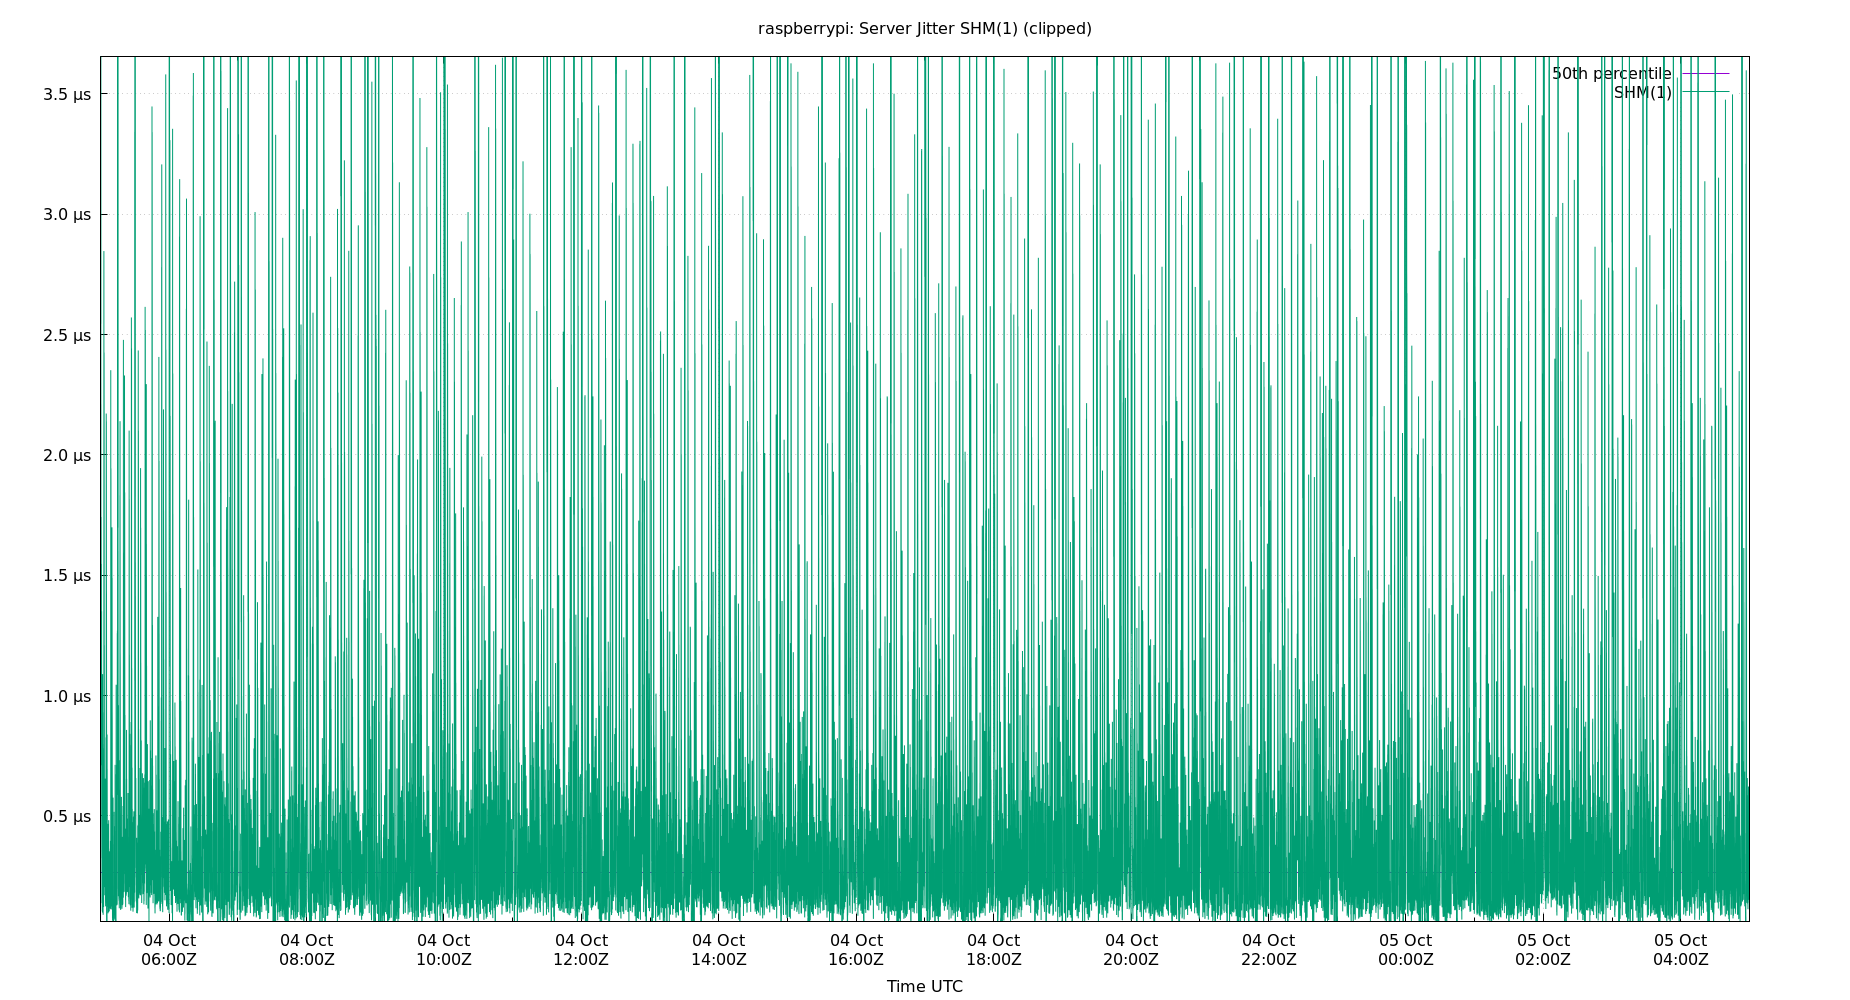 raspberrypi: Server Jitter SHM(1) (clipped)
50th percentile
SHM(1)
3.5 µs
3.0 µs
2.5 µs
2.0 µs
1.5 µs
1.0 µs
0.5 µs
04 Oct 04 Oct 04 Oct 04 Oct 04 Oct 04 Oct 04 Oct 04 Oct 04 Oct 05 Oct 05 Oct 05 Oct
06:00Z 08:00Z 10:00Z 12:00Z 14:00Z 16:00Z 18:00Z 20:00Z 22:00Z 00:00Z 02:00Z 04:00Z
Time UTC